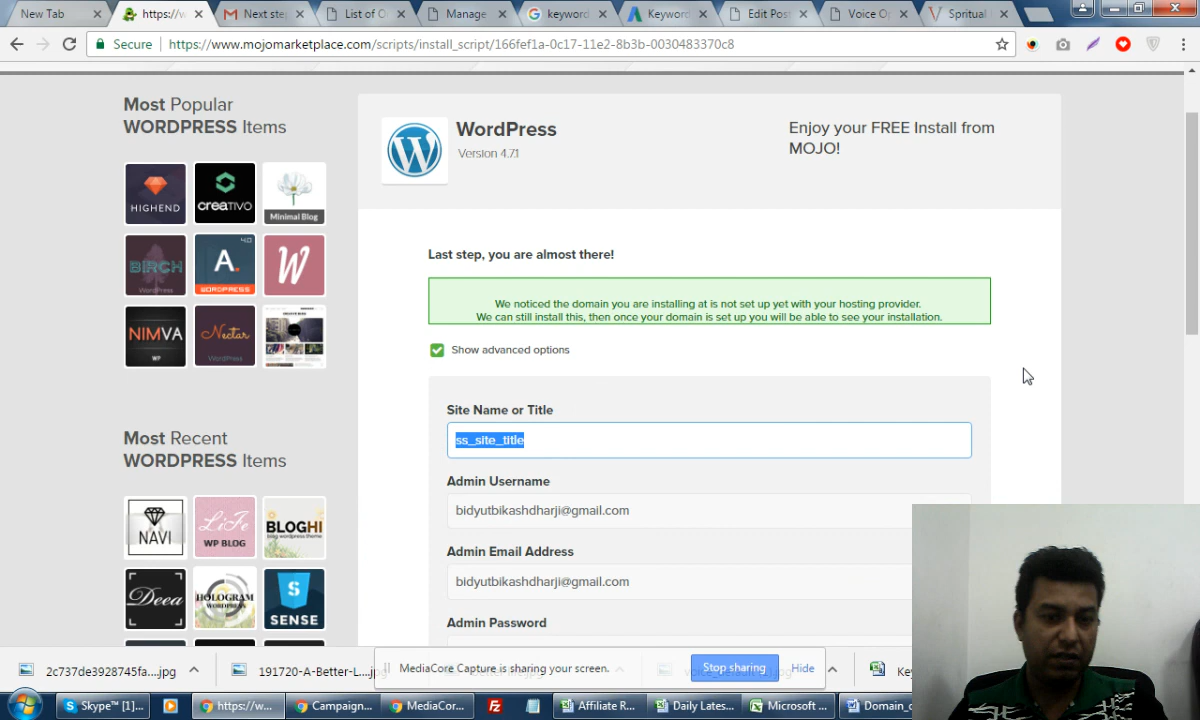 New Tab
https://w
Next ste
List of C
Manage
keyword
Keyword
Edit Pos
Voice Op
Spritual
Secure
https://www.mojomarketplace.com/scripts/install_script/166fef1a-0c17-11e2-8b3b-0030483370c8
Most Popular
WORDPRESS Items
HIGHEND
CREATIVO
Minimal Blog
BIRCH
WordPress
A.
4.0
WORDPRESS
W
NIMVA
WP
Nectar
WordPress
Most Recent
WORDPRESS Items
NAVI
LiFe
WP BLOG
BLOGHI
blog wordpress theme
Deea
HOLOGRAM
WORDPRESS
S
SENSE
WordPress
Version 4.7.1
Enjoy your FREE Install from
MOJO!
Last step, you are almost there!
We noticed the domain you are installing at is not set up yet with your hosting provider.
We can still install this, then once your domain is set up you will be able to see your installation.
Show advanced options
Site Name or Title
ss_site_title
Admin Username
bidyutbikashdharji@gmail.com
Admin Email Address
bidyutbikashdharji@gmail.com
Admin Password
2c737de3928745fa....jpg
191720-A-Better-L....jpg
MediaCore Capture is sharing your screen.
Stop sharing
Hide
Skype™ [1]...
https://w...
Campaign...
MediaCor...
Affiliate R...
Daily Lates...
Microsoft ...